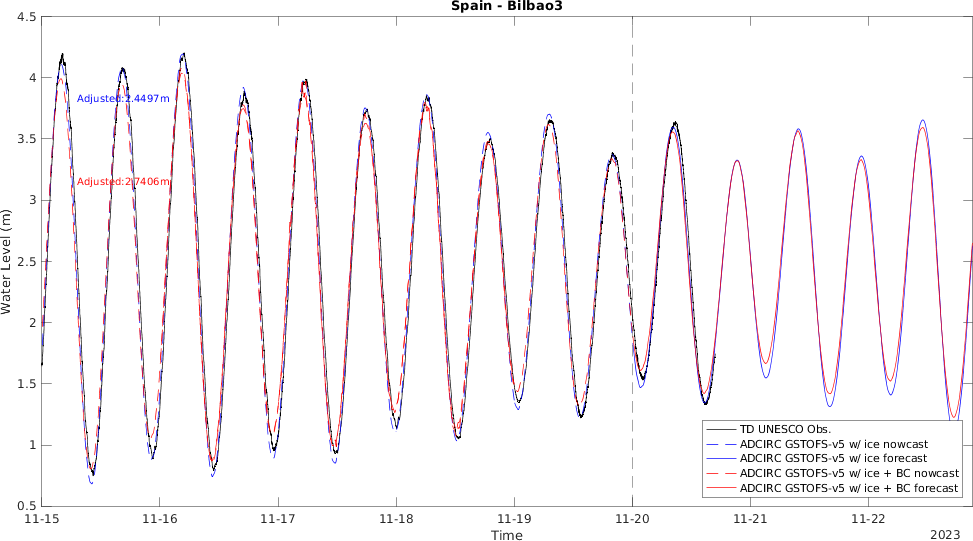 Spain - Bilbao3
4.5
4
3.5
3
2.5
2
1.5
1
0.5
Water Level (m)
Adjusted:2.4497m
Adjusted:2.7406m
TD UNESCO Obs.
ADCIRC GSTOFS-v5 w/ ice nowcast
ADCIRC GSTOFS-v5 w/ ice forecast
ADCIRC GSTOFS-v5 w/ ice + BC nowcast
ADCIRC GSTOFS-v5 w/ ice + BC forecast
11-15 11-16 11-17 11-18 11-19 11-20 11-21 11-22
Time
2023